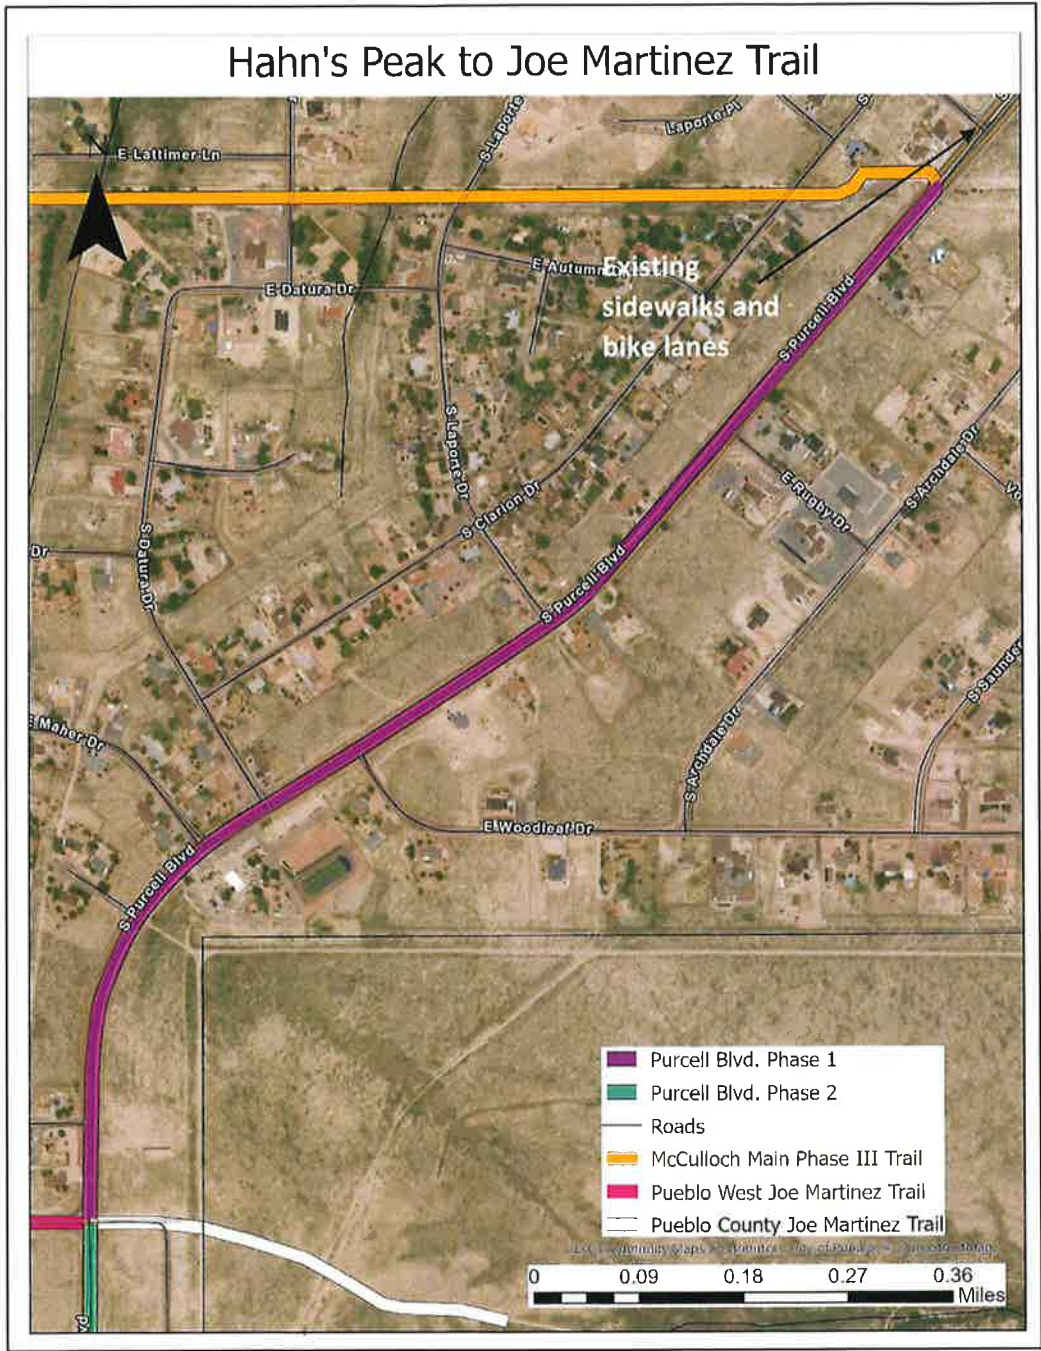 Hahn's Peak to Joe Martinez Trail
S Laporte
Laporte Pl
E Lattimer Ln
E Autumn
Existing
sidewalks and
bike lanes
E Datura Dr
S Purcell Blvd
S Laporte Dr
S Clarion Dr
E Rugby Dr
S Archdale Dr
Vo
Dr
S Datura Dr
S Purcell Blvd
S Saunde
E Maher Dr
S Archdale Dr
E Woodleaf Dr
S Purcell Blvd
Purcell Blvd. Phase 1
Purcell Blvd. Phase 2
Roads
McCulloch Main Phase III Trail
Pueblo West Joe Martinez Trail
Pueblo County Joe Martinez Trail
0 0.09 0.18 0.27 0.36
Miles